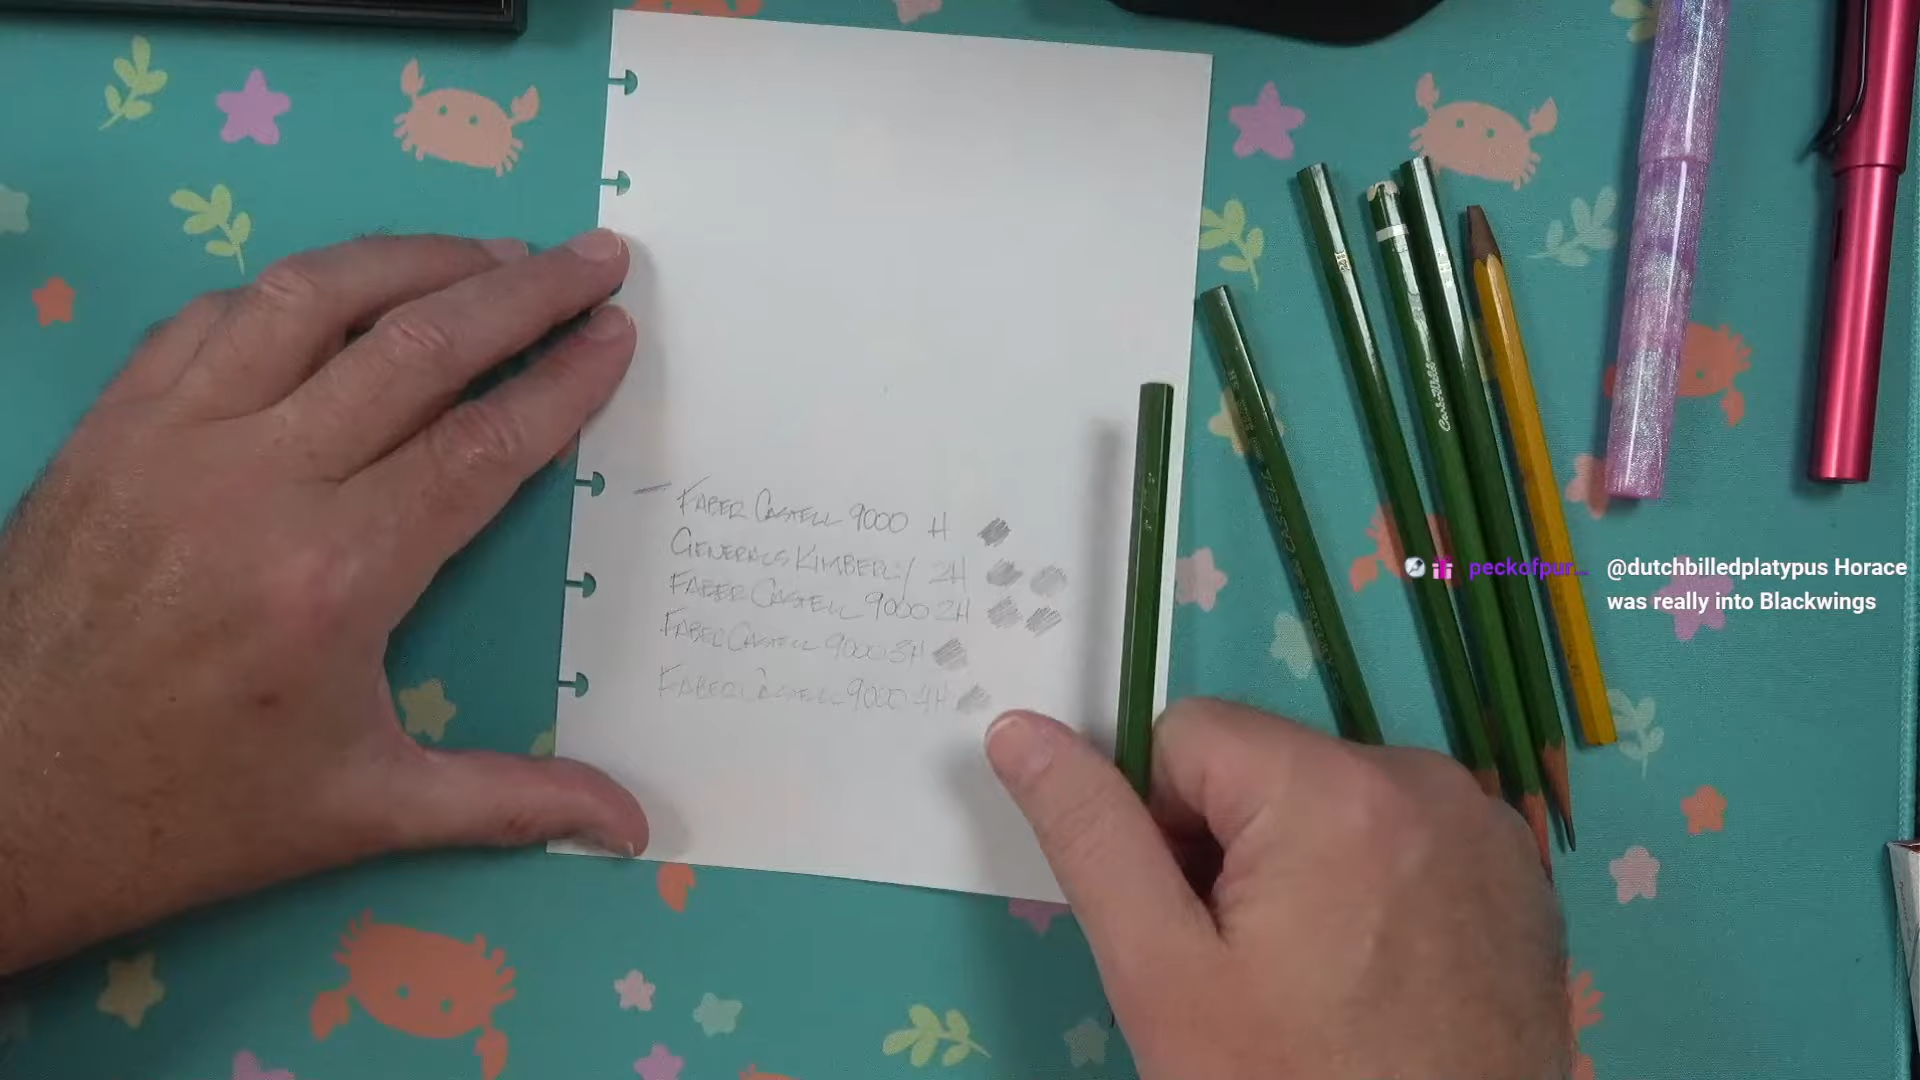 FABER CASTELL 9000 H
GENERALS KIMBERLY 2H
FABER CASTELL 9000 2H
FABER CASTELL 9000 3H
FABER CASTELL 9000 4H
peckofpur... @dutchbilledplatypus Horace
was really into Blackwings